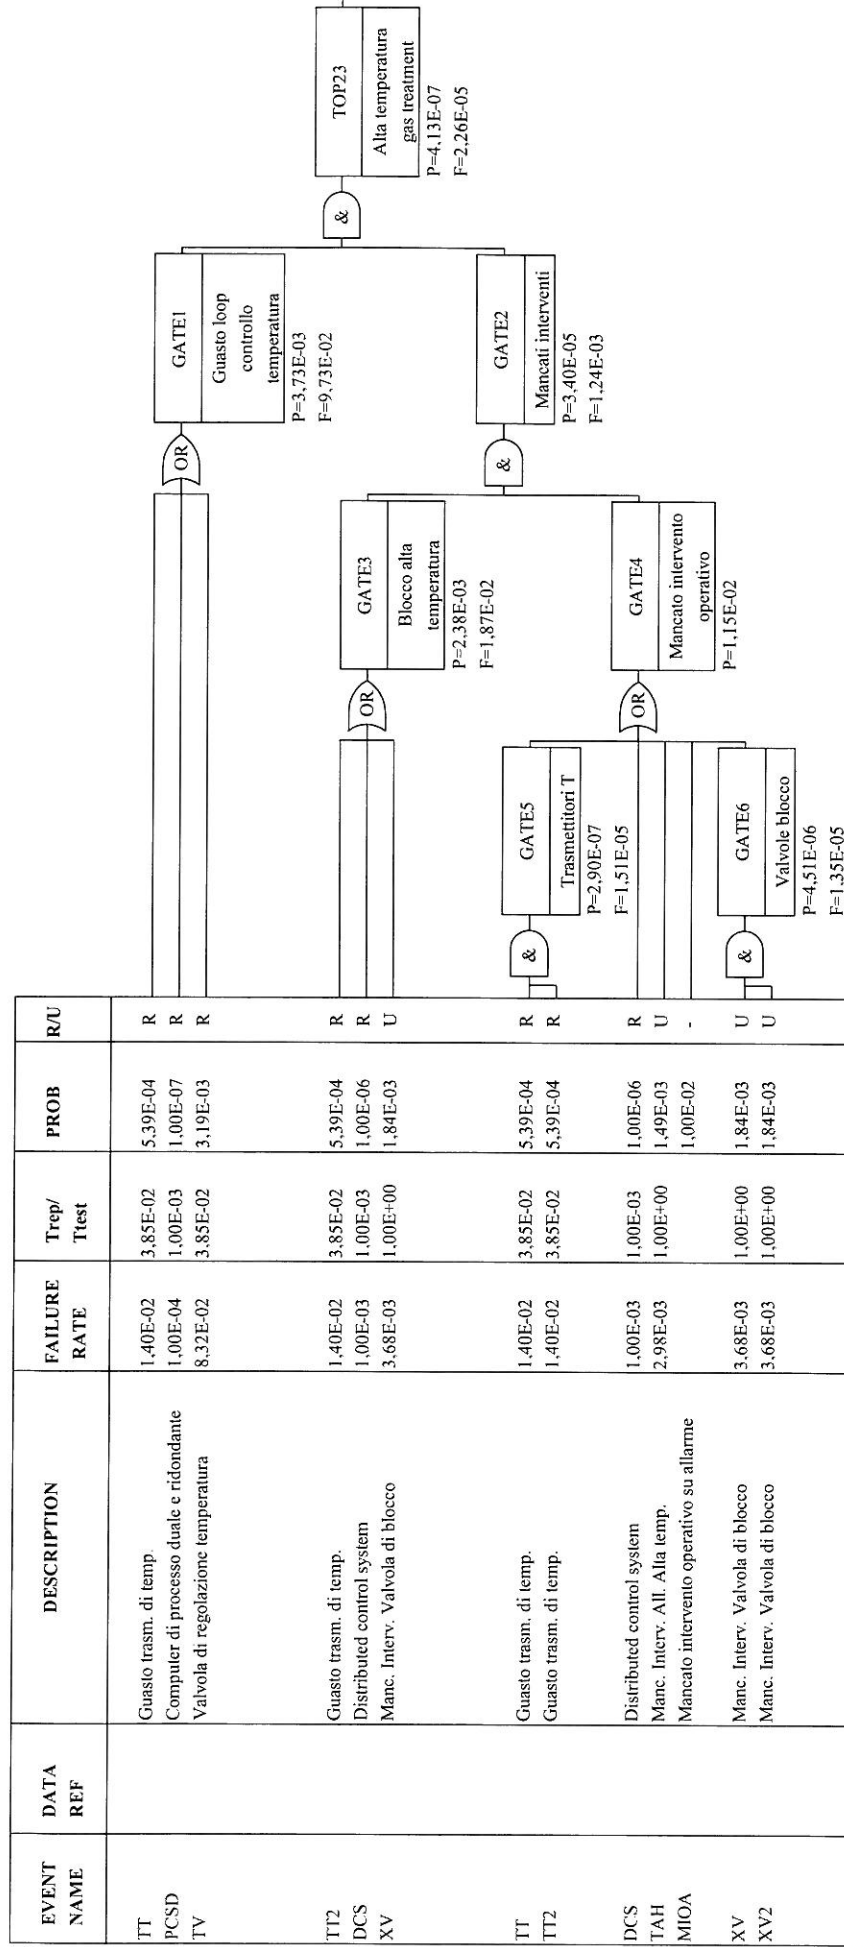 EVENT NAME DATA REF DESCRIPTION FAILURE RATE Trep/ Ttest PROB R/U
TT Guasto trasm. di temp. 1,40E-02 3,85E-02 5,39E-04 R
PCSD Computer di processo duale e ridondante 1,00E-04 1,00E-03 1,00E-07 R
TV Valvola di regolazione temperatura 8,32E-02 3,85E-02 3,19E-03 R
TT2 Guasto trasm. di temp. 1,40E-02 3,85E-02 5,39E-04 R
DCS Distributed control system 1,00E-03 1,00E-03 1,00E-06 R
XV Manc. Interv. Valvola di blocco 3,68E-03 1,00E+00 1,84E-03 U
TT Guasto trasm. di temp. 1,40E-02 3,85E-02 5,39E-04 R
TT2 Guasto trasm. di temp. 1,40E-02 3,85E-02 5,39E-04 R
DCS Distributed control system 1,00E-03 1,00E-03 1,00E-06 R
TAH Manc. Interv. All. Alta temp. 2,98E-03 1,00E+00 1,49E-03 U
MIOA Mancato intervento operativo su allarme 1,00E-02 -
XV Manc. Interv. Valvola di blocco 3,68E-03 1,00E+00 1,84E-03 U
XV2 Manc. Interv. Valvola di blocco 3,68E-03 1,00E+00 1,84E-03 U
OR
GATE1
Guasto loop
controllo
temperatura
P=3,73E-03
F=9,73E-02
OR
GATE3
Blocco alta
temperatura
P=2,38E-03
F=1,87E-02
&
GATE5
Trasmettitori T
P=2,90E-07
F=1,51E-05
&
GATE6
Valvole blocco
P=4,51E-06
F=1,35E-05
OR
GATE4
Mancato intervento
operativo
P=1,15E-02
&
GATE2
Mancati interventi
P=3,40E-05
F=1,24E-03
&
TOP23
Alta temperatura
gas treatment
P=4,13E-07
F=2,26E-05